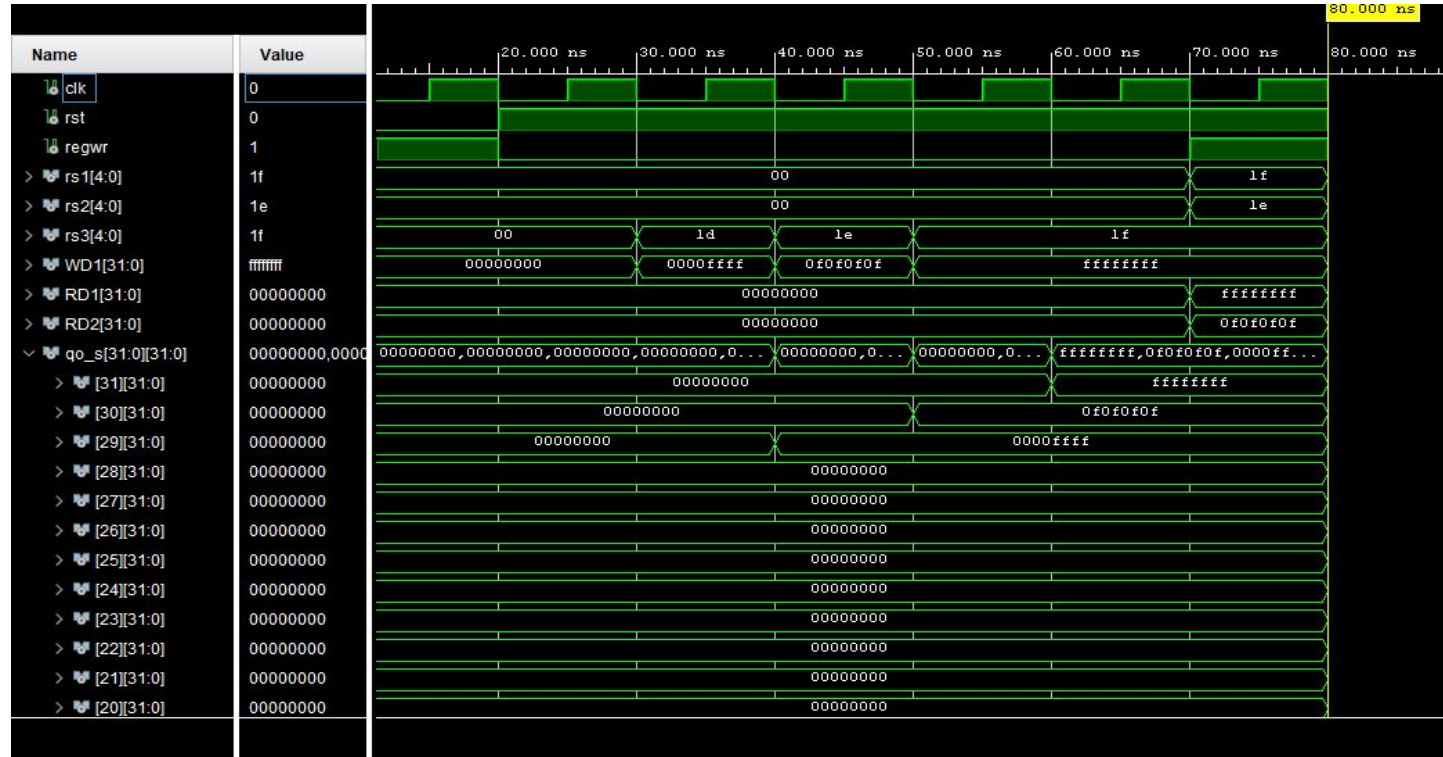 80.000 ns
Name Value
20.000 ns 30.000 ns 40.000 ns 50.000 ns 60.000 ns 70.000 ns 80.000 ns
clk 0
rst 0
regwr 1
rs1[4:0] 1f 00 1f
rs2[4:0] 1e 00 1e
rs3[4:0] 1f 00 1d 1e 1f
WD1[31:0] ffffffff 00000000 0000ffff 0f0f0f0f ffffffff
RD1[31:0] 00000000 00000000 ffffffff
RD2[31:0] 00000000 00000000 0f0f0f0f
qo_s[31:0][31:0] 00000000,0000 00000000,00000000,00000000,00000000,0... 00000000,0... 00000000,0... ffffffff,0f0f0f0f,0000ff...
[31][31:0] 00000000 00000000 ffffffff
[30][31:0] 00000000 00000000 0f0f0f0f
[29][31:0] 00000000 00000000 0000ffff
[28][31:0] 00000000 00000000
[27][31:0] 00000000 00000000
[26][31:0] 00000000 00000000
[25][31:0] 00000000 00000000
[24][31:0] 00000000 00000000
[23][31:0] 00000000 00000000
[22][31:0] 00000000 00000000
[21][31:0] 00000000 00000000
[20][31:0] 00000000 00000000